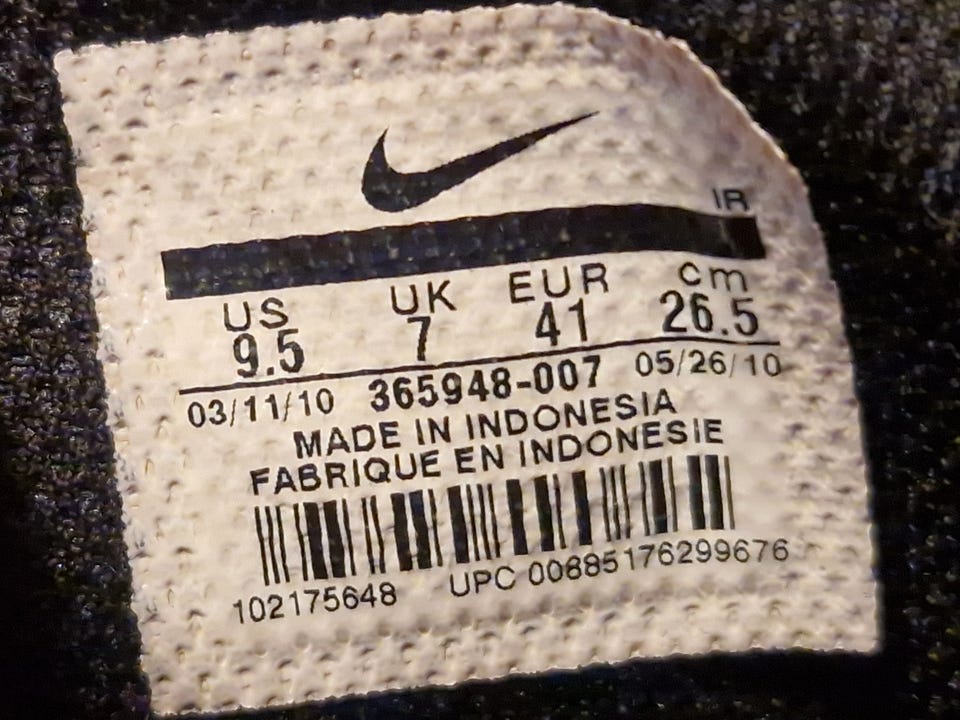 IR
US UK EUR cm
9.5 7 41 26.5
03/11/10 365948-007 05/26/10
MADE IN INDONESIA
FABRIQUE EN INDONESIE
102175648 UPC 00885176299676